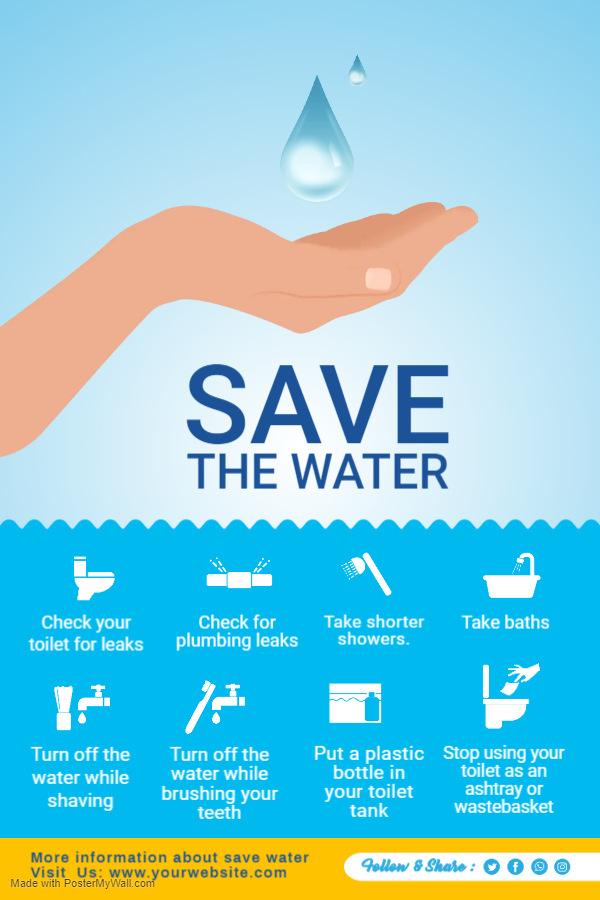 SAVE
THE WATER
Check your
toilet for leaks
Check for
plumbing leaks
Take shorter
showers.
Take baths
Turn off the
water while
shaving
Turn off the
water while
brushing your
teeth
Put a plastic
bottle in
your toilet
tank
Stop using your
toilet as an
ashtray or
wastebasket
More information about save water
Visit Us: www.yourwebsite.com
Made with PosterMyWall.com
Follow & Share :